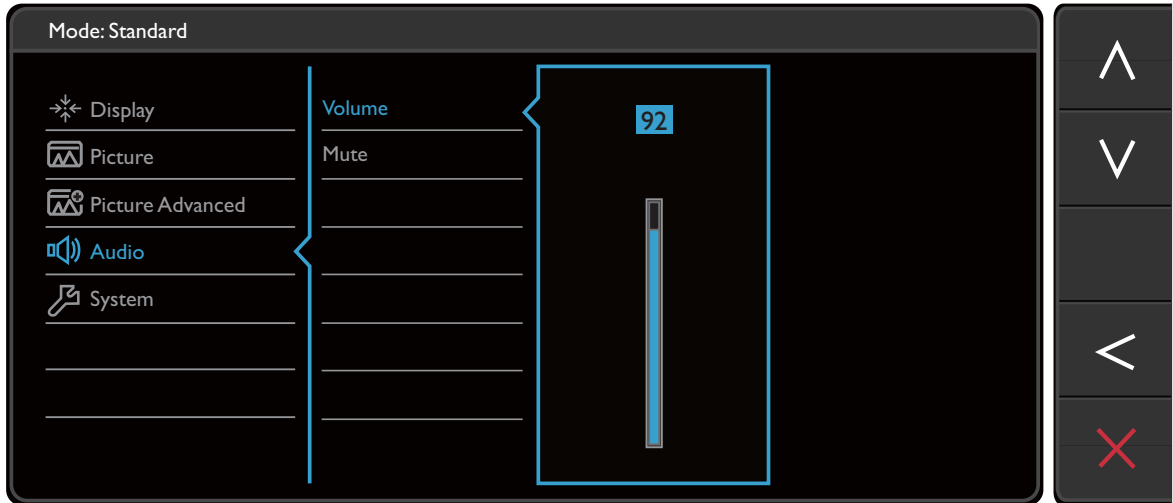 Mode: Standard
Display
Picture
Picture Advanced
Audio
System
Volume
Mute
92